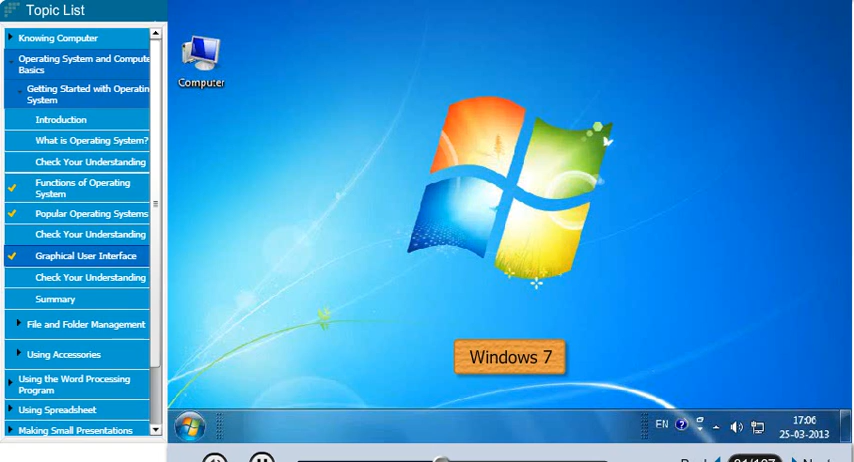 Topic List
Knowing Computer
Operating System and Compute
Basics
Getting Started with Operatin
System
Introduction
What is Operating System?
Check Your Understanding
Functions of Operating
System
Popular Operating Systems
Check Your Understanding
Graphical User Interface
Check Your Understanding
Summary
File and Folder Management
Using Accessories
Using the Word Processing
Program
Using Spreadsheet
Making Small Presentations
Computer
Windows 7
EN
17:06
25-03-2013